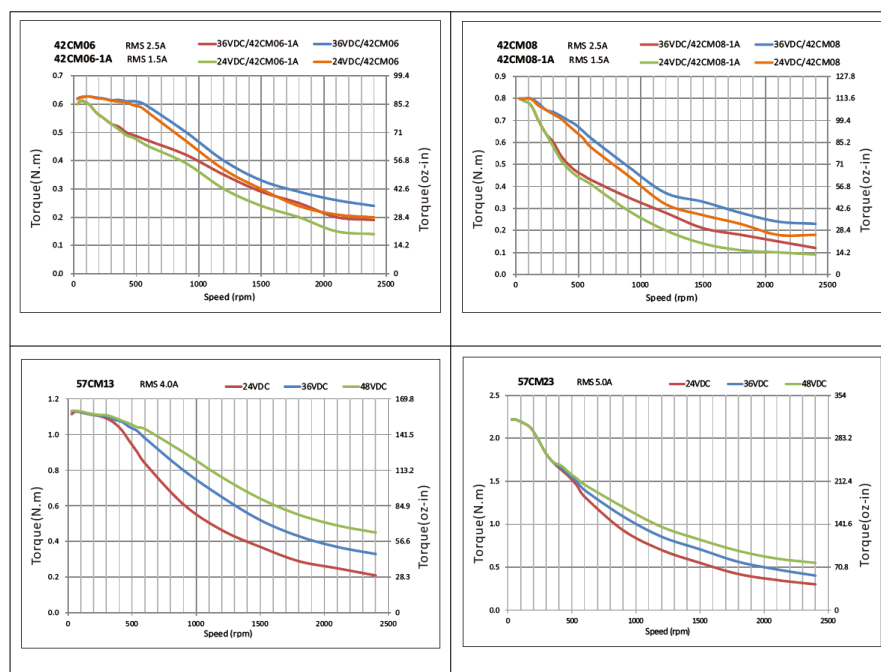 42CM06 RMS 2.5A 36VDC/42CM06-1A 36VDC/42CM06
42CM06-1A RMS 1.5A 24VDC/42CM06-1A 24VDC/42CM06
0.7 99.4
0.6 85.2
0.5 71
0.4 56.8
0.3 42.6
0.2 28.4
0.1 14.2
0.0 0
0 500 1000 1500 2000 2500
Torque(N.m)
Torque(oz-in)
Speed (rpm)
42CM08 RMS 2.5A 36VDC/42CM08-1A 36VDC/42CM08
42CM08-1A RMS 1.5A 24VDC/42CM08-1A 24VDC/42CM08
0.9 127.8
0.8 113.6
0.7 99.4
0.6 85.2
0.5 71
0.4 56.8
0.3 42.6
0.2 28.4
0.1 14.2
0.0 0
0 500 1000 1500 2000 2500
Torque(N.m)
Torque(oz-in)
Speed (rpm)
57CM13 RMS 4.0A 24VDC 36VDC 48VDC
1.2 169.8
1.0 141.5
0.8 113.2
0.6 84.9
0.4 56.6
0.2 28.3
0.0 0
0 500 1000 1500 2000 2500
Torque(N.m)
Torque(oz-in)
Speed (rpm)
57CM23 RMS 5.0A 24VDC 36VDC 48VDC
2.5 354
2.0 283.2
1.5 212.4
1.0 141.6
0.5 70.8
0.0 0
0 500 1000 1500 2000 2500
Torque(N.m)
Torque(oz-in)
Speed (rpm)